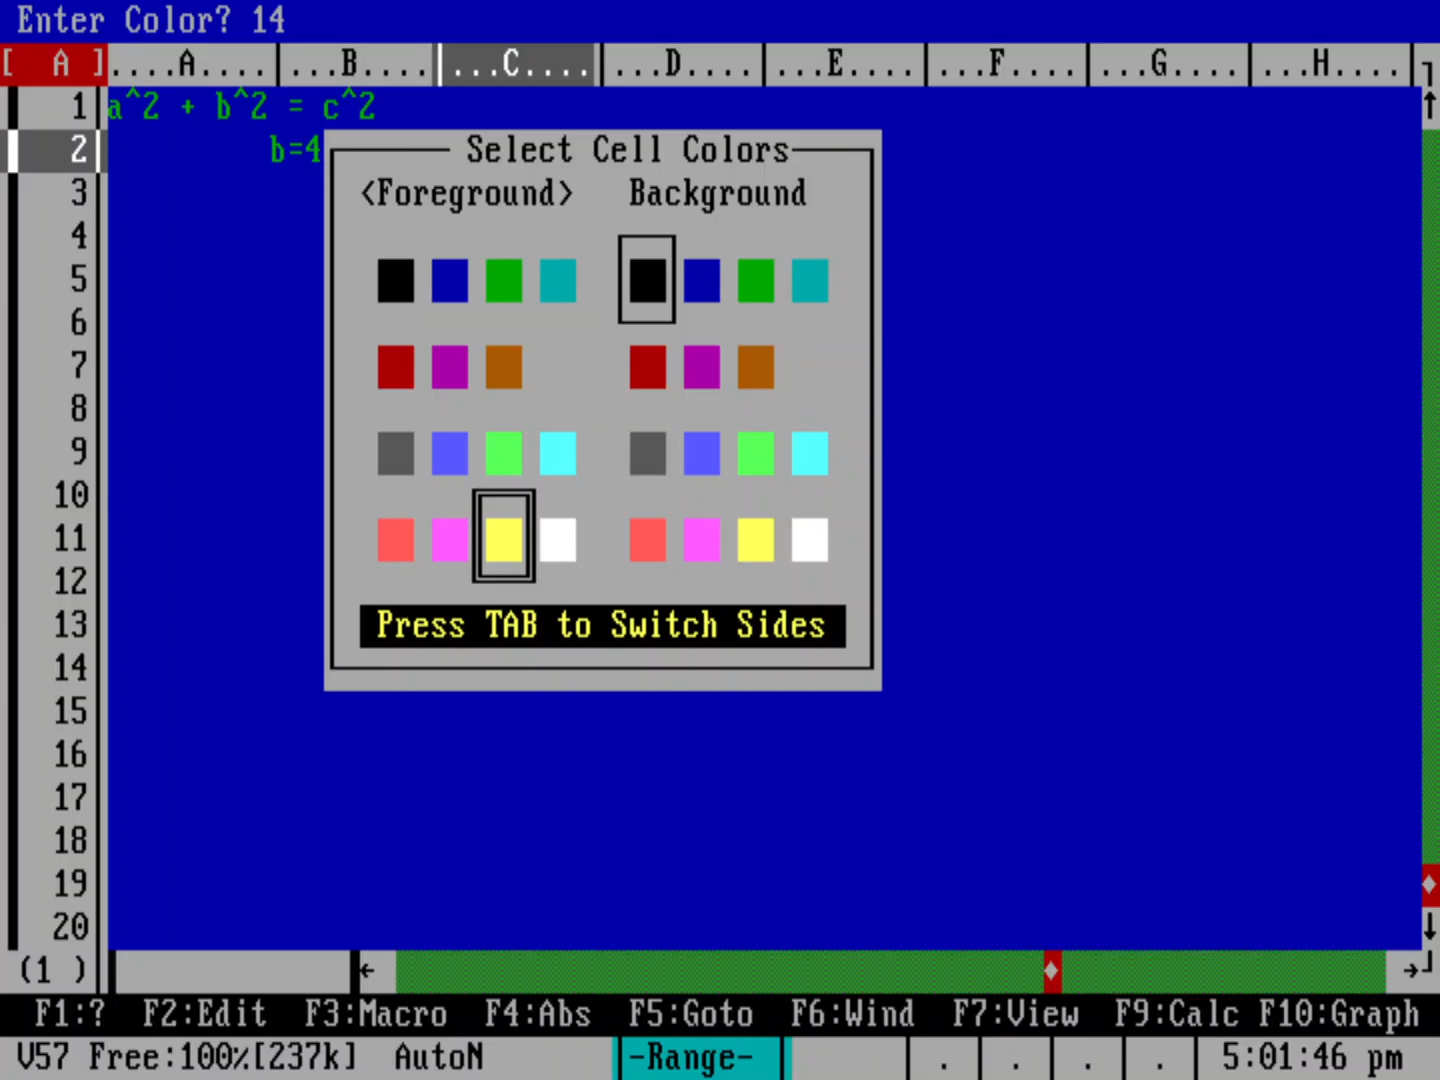 Enter Color? 14
[ A ]....A.... ...B.... ...C.... ...D.... ...E.... ...F.... ...G.... ...H....
1 a^2 + b^2 = c^2
2 b=4
3
4
5
6
7
8
9
10
11
12
13
14
15
16
17
18
19
20
Select Cell Colors
<Foreground> Background
Press TAB to Switch Sides
(1 )
F1:? F2:Edit F3:Macro F4:Abs F5:Goto F6:Wind F7:View F9:Calc F10:Graph
V57 Free:100%[237k] AutoN -Range- . . . . 5:01:46 pm